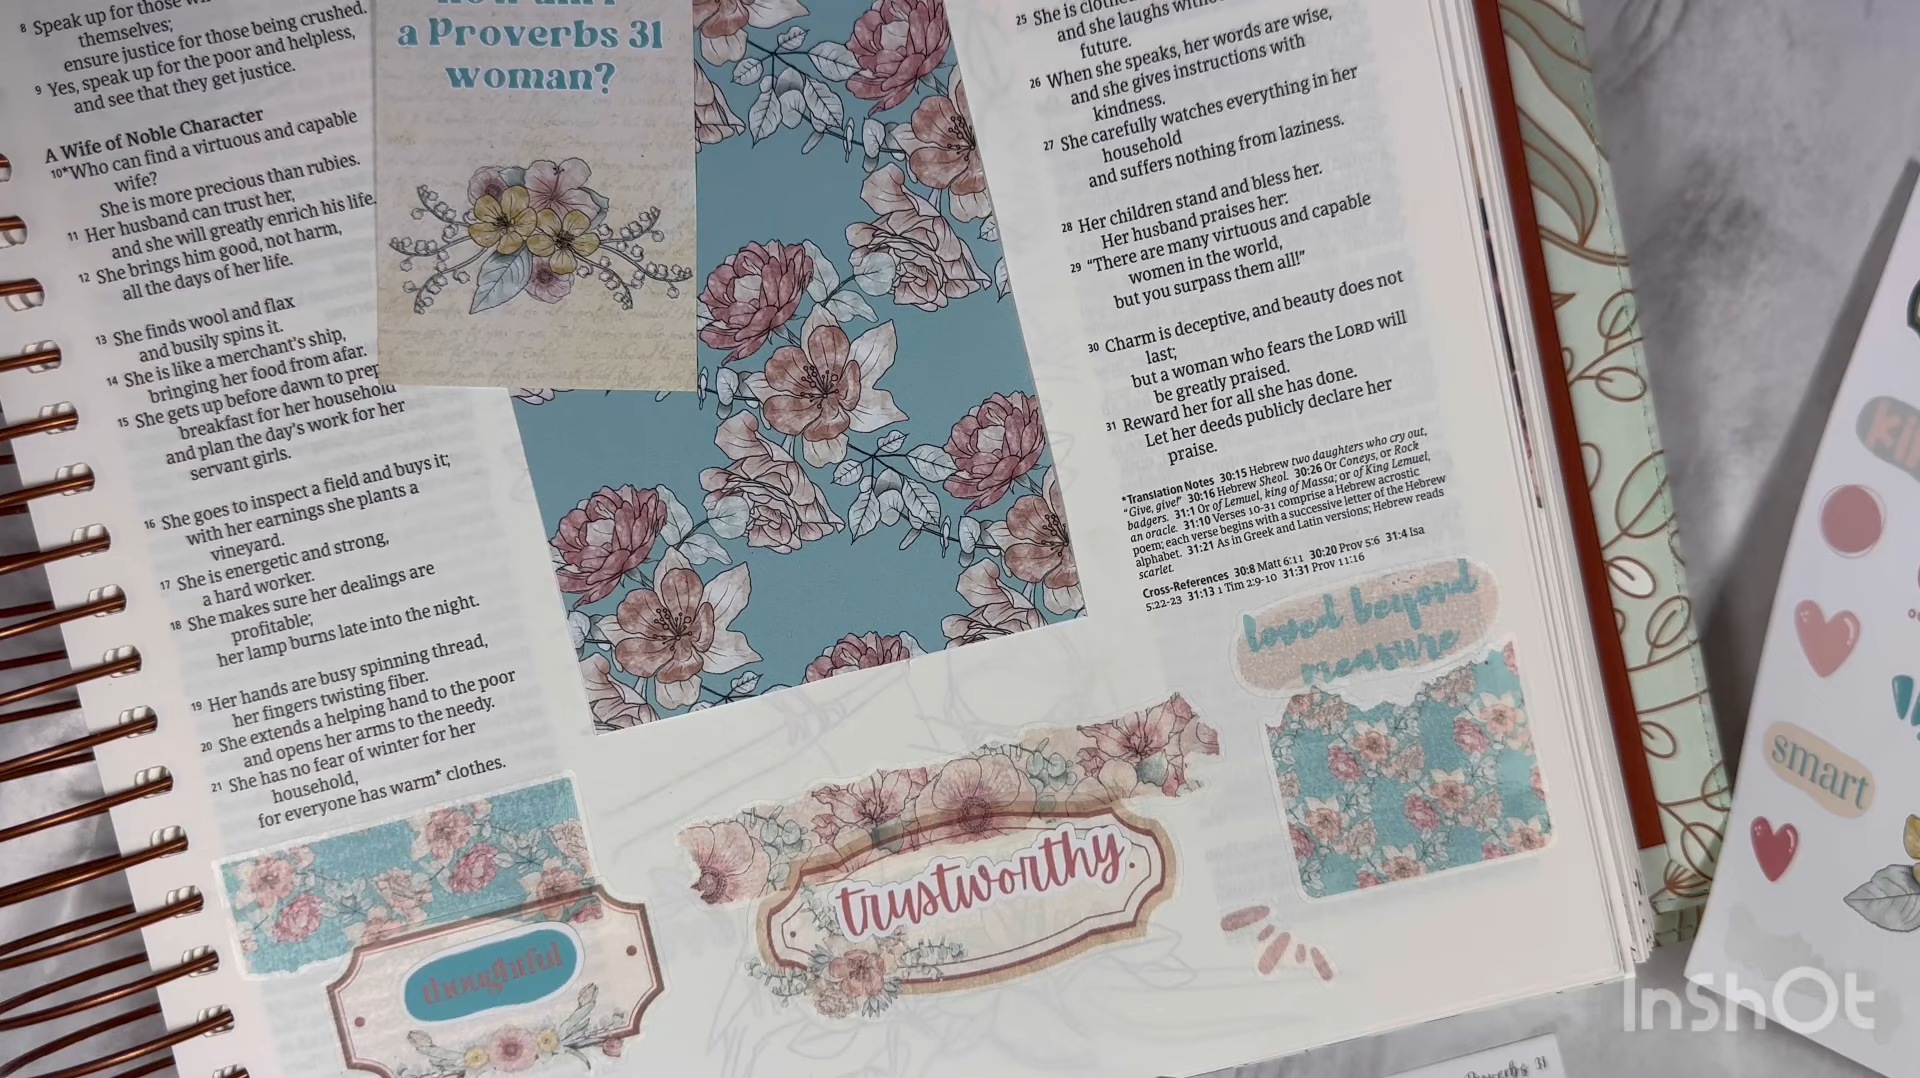 8 Speak up for those
themselves;
ensure justice for those being crushed.
9 Yes, speak up for the poor and helpless,
and see that they get justice.
A Wife of Noble Character
10*Who can find a virtuous and capable
wife?
She is more precious than rubies.
11 Her husband can trust her,
and she will greatly enrich his life.
12 She brings him good, not harm,
all the days of her life.
13 She finds wool and flax
and busily spins it.
14 She is like a merchant's ship,
bringing her food from afar.
15 She gets up before dawn to prep
breakfast for her household
and plan the day's work for her
servant girls.
16 She goes to inspect a field and buys it;
with her earnings she plants a
vineyard.
17 She is energetic and strong,
a hard worker.
18 She makes sure her dealings are
profitable;
her lamp burns late into the night.
19 Her hands are busy spinning thread,
her fingers twisting fiber.
20 She extends a helping hand to the poor
and opens her arms to the needy.
21 She has no fear of winter for her
household,
for everyone has warm* clothes.
a Proverbs 31
woman?
25 She is
and she laughs
future.
26 When she speaks, her words are wise,
and she gives instructions with
kindness.
27 She carefully watches everything in her
household
and suffers nothing from laziness.
28 Her children stand and bless her.
Her husband praises her:
29 “There are many virtuous and capable
women in the world,
but you surpass them all!”
30 Charm is deceptive, and beauty does not
last;
but a woman who fears the LORD will
be greatly praised.
31 Reward her for all she has done.
Let her deeds publicly declare her
praise.
*Translation Notes 30:15 Hebrew two daughters who cry out,
“Give, give!” 30:16 Hebrew Sheol. 30:26 Or Coneys, or Rock
badgers. 31:1 Or of Lemuel, king of Massa; or of King Lemuel,
an oracle. 31:10 Verses 10-31 comprise a Hebrew acrostic
poem; each verse begins with a successive letter of the Hebrew
alphabet. 31:21 As in Greek and Latin versions; Hebrew reads
scarlet.
Cross-References 30:8 Matt 6:11 30:20 Prov 5:6 31:4 Isa
5:22-23 31:13 1 Tim 2:9-10 31:31 Prov 11:16
loved beyond
measure
trustworthy
thoughtful
smart
Proverbs 31
InShOt